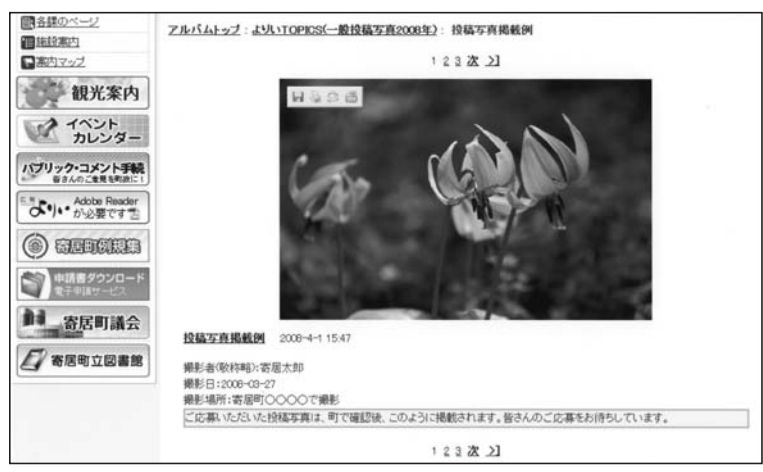 各課のページ
施設案内
案内マップ
観光案内
イベント
カレンダー
パブリック・コメント手続
皆さんのご意見を町政に!
広報
よりい
Adobe Reader
が必要です
寄居町例規集
申請書ダウンロード
電子申請サービス
寄居町議会
寄居町立図書館
アルバムトップ : よりいTOPICS(一般投稿写真2008年) : 投稿写真掲載例
1 2 3 次 >]
投稿写真掲載例 2008-4-1 15:47
撮影者(敬称略):寄居太郎
撮影日:2008-03-27
撮影場所:寄居町○○○○で撮影
ご応募いただいた投稿写真は、町で確認後、このように掲載されます。皆さんのご応募をお待ちしています。
1 2 3 次 >]